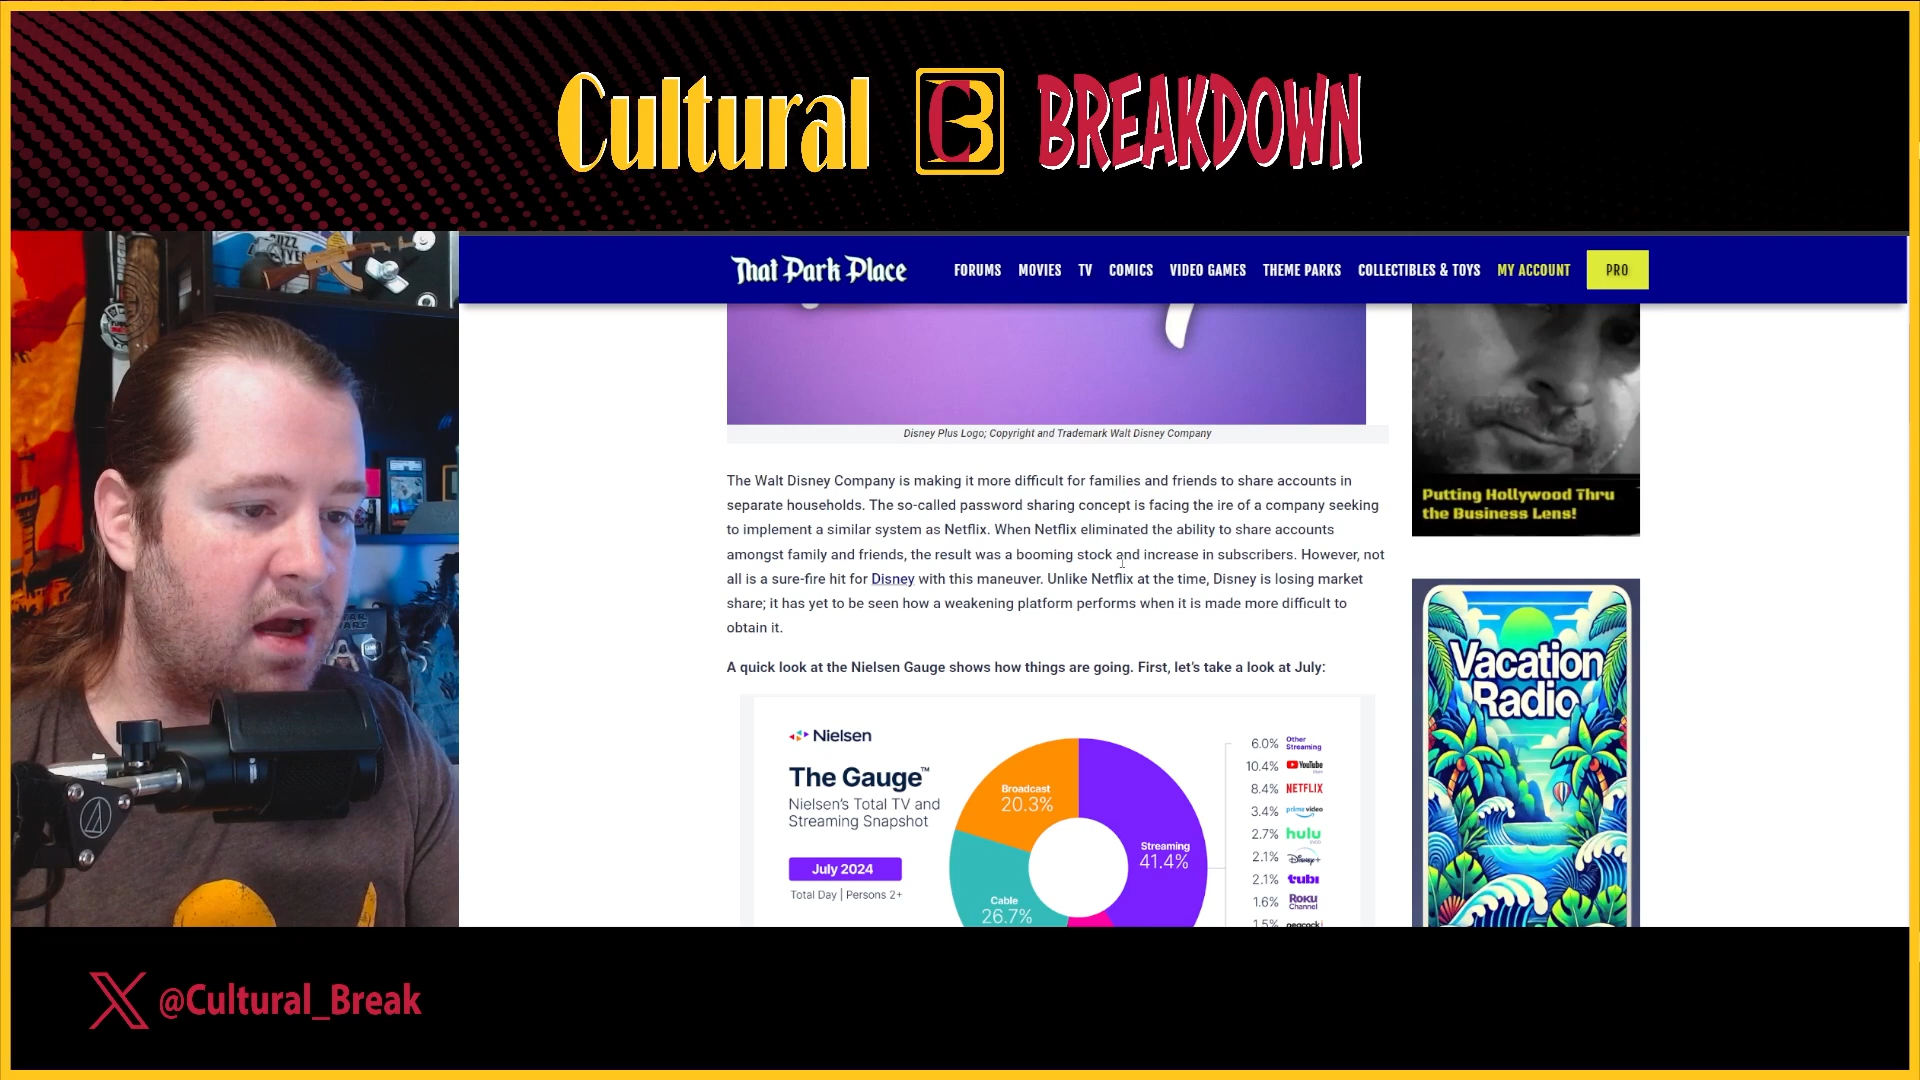 Cultural CB BREAKDOWN
That Park Place FORUMS MOVIES TV COMICS VIDEO GAMES THEME PARKS COLLECTIBLES & TOYS MY ACCOUNT PRO
Disney Plus Logo; Copyright and Trademark Walt Disney Company
The Walt Disney Company is making it more difficult for families and friends to share accounts in
separate households. The so-called password sharing concept is facing the ire of a company seeking
to implement a similar system as Netflix. When Netflix eliminated the ability to share accounts
amongst family and friends, the result was a booming stock and increase in subscribers. However, not
all is a sure-fire hit for Disney with this maneuver. Unlike Netflix at the time, Disney is losing market
share; it has yet to be seen how a weakening platform performs when it is made more difficult to
obtain it.
A quick look at the Nielsen Gauge shows how things are going. First, let's take a look at July:
Nielsen
The Gauge™
Nielsen's Total TV and
Streaming Snapshot
July 2024
Total Day | Persons 2+
Broadcast
20.3%
Streaming
41.4%
Cable
26.7%
6.0% Other Streaming
10.4% YouTube
8.4% NETFLIX
3.4% prime video
2.7% hulu
2.1% Disney+
2.1% tubi
1.6% Roku Channel
1.5% peacock
Putting Hollywood Thru
the Business Lens!
Vacation
Radio
X @Cultural_Break